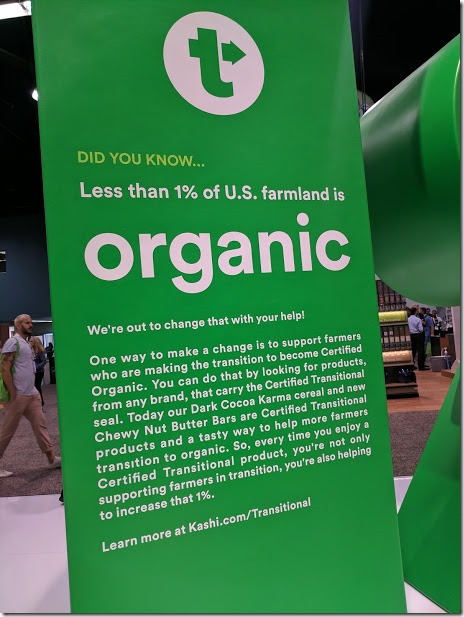 t
DID YOU KNOW...
Less than 1% of U.S. farmland is
organic
We're out to change that with your help!
One way to make a change is to support farmers
who are making the transition to become Certified
Organic. You can do that by looking for products,
from any brand, that carry the Certified Transitional
seal. Today our Dark Cocoa Karma cereal and new
Chewy Nut Butter Bars are Certified Transitional
products and a tasty way to help more farmers
transition to organic. So, every time you enjoy a
Certified Transitional product, you're not only
supporting farmers in transition, you're also helping
to increase that 1%.
Learn more at Kashi.com/Transitional